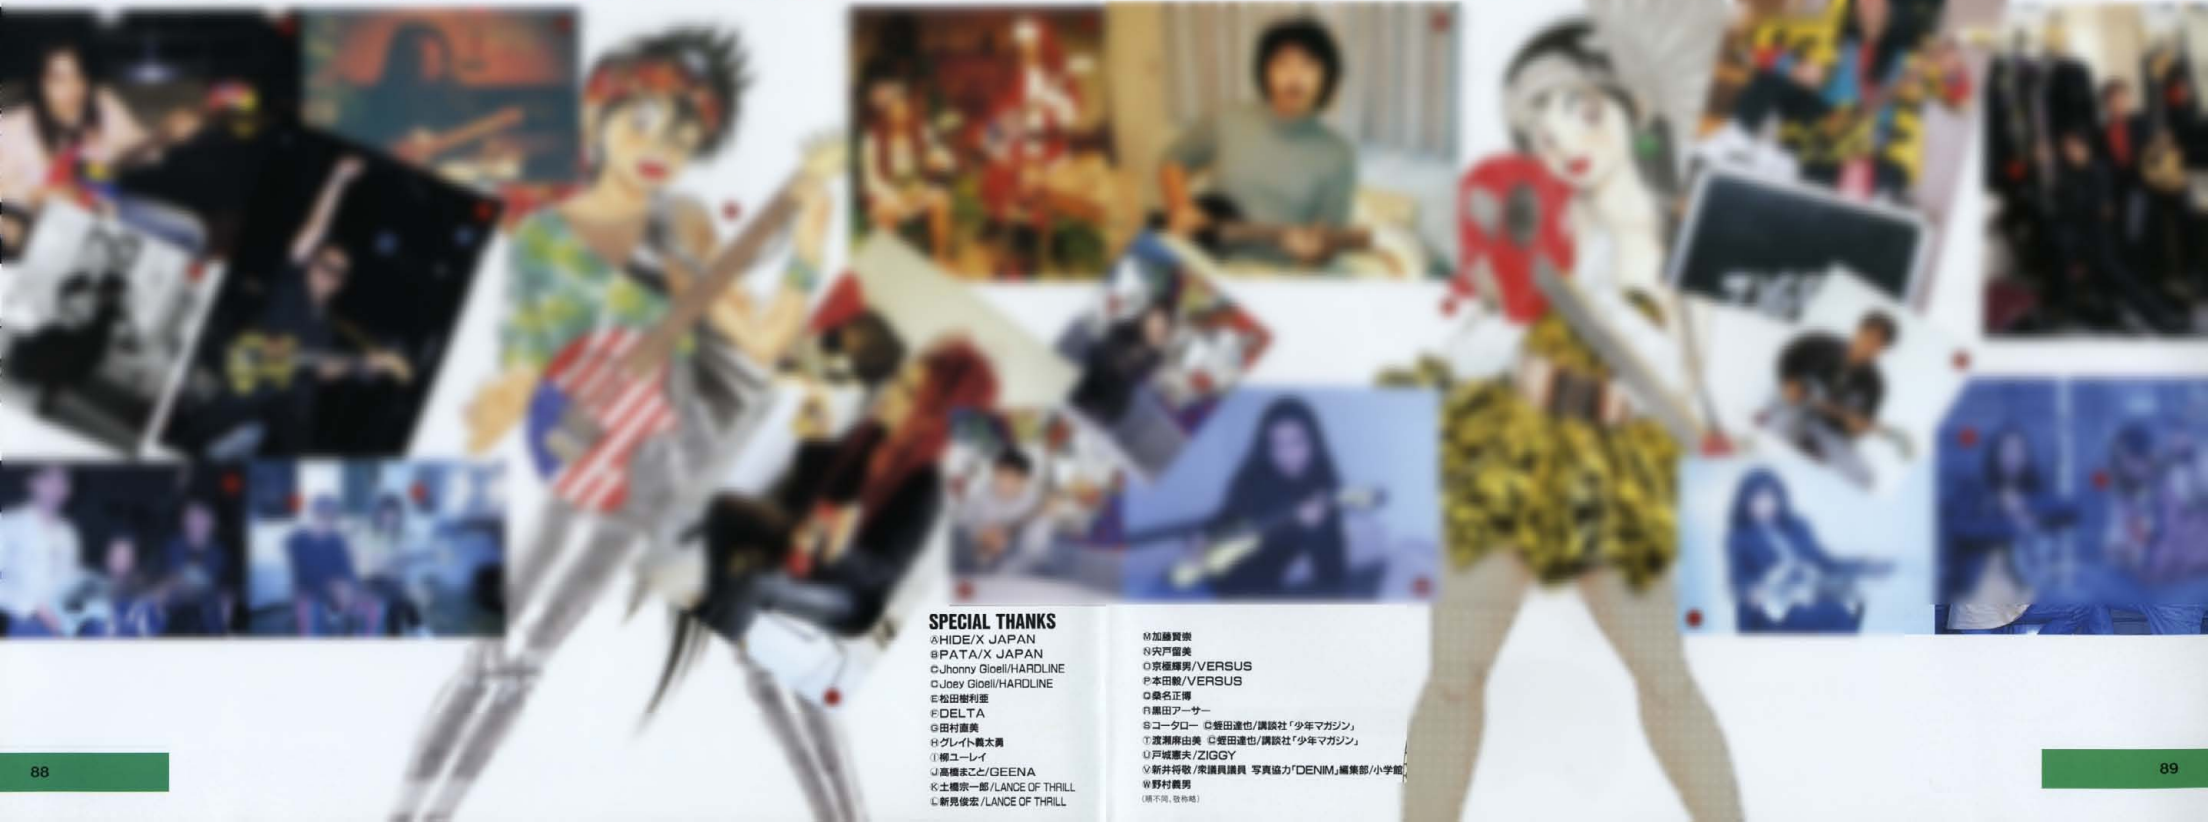 SPECIAL THANKS
ⒶHIDE/X JAPAN
ⒷPATA/X JAPAN
ⒸJhonny Gioeli/HARDLINE
ⒹJoey Gioeli/HARDLINE
Ⓔ松田樹利亜
ⒻDELTA
Ⓖ田村直美
Ⓗグレイト義太夫
Ⓘ柳ユーレイ
Ⓙ高橋まこと/GEENA
Ⓚ土橋宗一郎/LANCE OF THRILL
Ⓛ新見俊宏/LANCE OF THRILL
Ⓜ加藤賢崇
Ⓝ宍戸留美
Ⓞ京極輝男/VERSUS
Ⓟ本田毅/VERSUS
Ⓠ桑名正博
Ⓡ黒田アーサー
Ⓢコータロー Ⓒ蛭田達也/講談社「少年マガジン」
Ⓣ渡瀬麻由美 Ⓒ蛭田達也/講談社「少年マガジン」
Ⓤ戸城憲夫/ZIGGY
Ⓥ新井将敬/衆議員議員 写真協力「DENIM」編集部/小学館
Ⓦ野村義男
(順不同、敬称略)
88
89